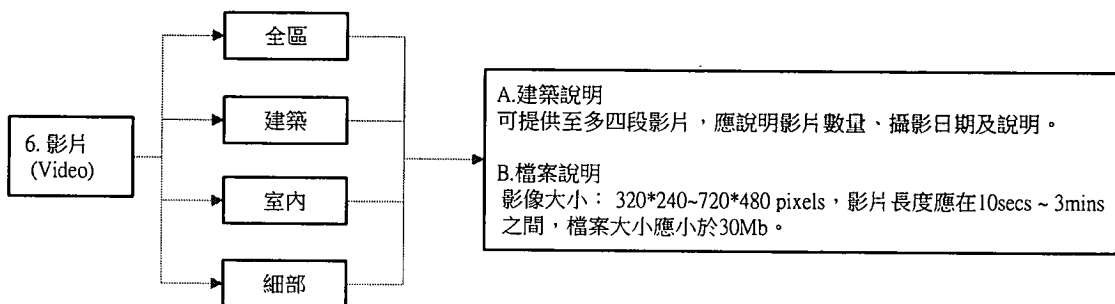 6. 影片
(Video)
全區
建築
室內
細部
A.建築說明
可提供至多四段影片，應說明影片數量、攝影日期及說明。
B.檔案說明
影像大小： 320*240~720*480 pixels，影片長度應在10secs ~ 3mins
之間，檔案大小應小於30Mb。